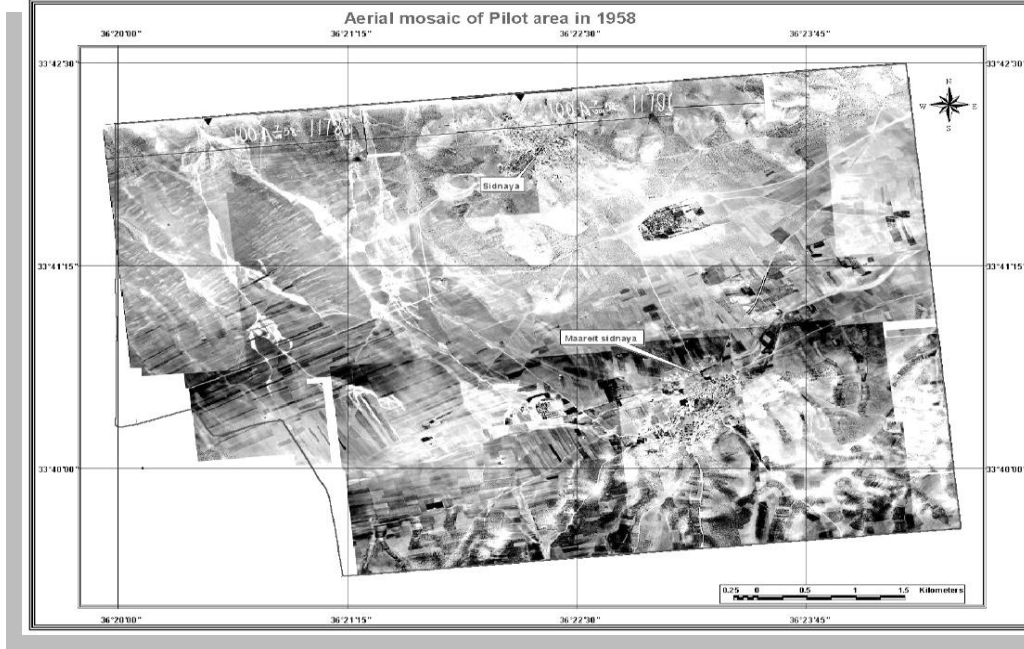 Aerial mosaic of Pilot area in 1958
36°20'00" 36°21'15" 36°22'30" 36°23'45"
33°42'30" 33°42'30"
N
W E
S
Sidnaya
33°41'15" 33°41'15"
Maareit sidnaya
33°40'00" 33°40'00"
0.25 0 0.5 1 1.5 Kilometers
36°20'00" 36°21'15" 36°22'30" 36°23'45"